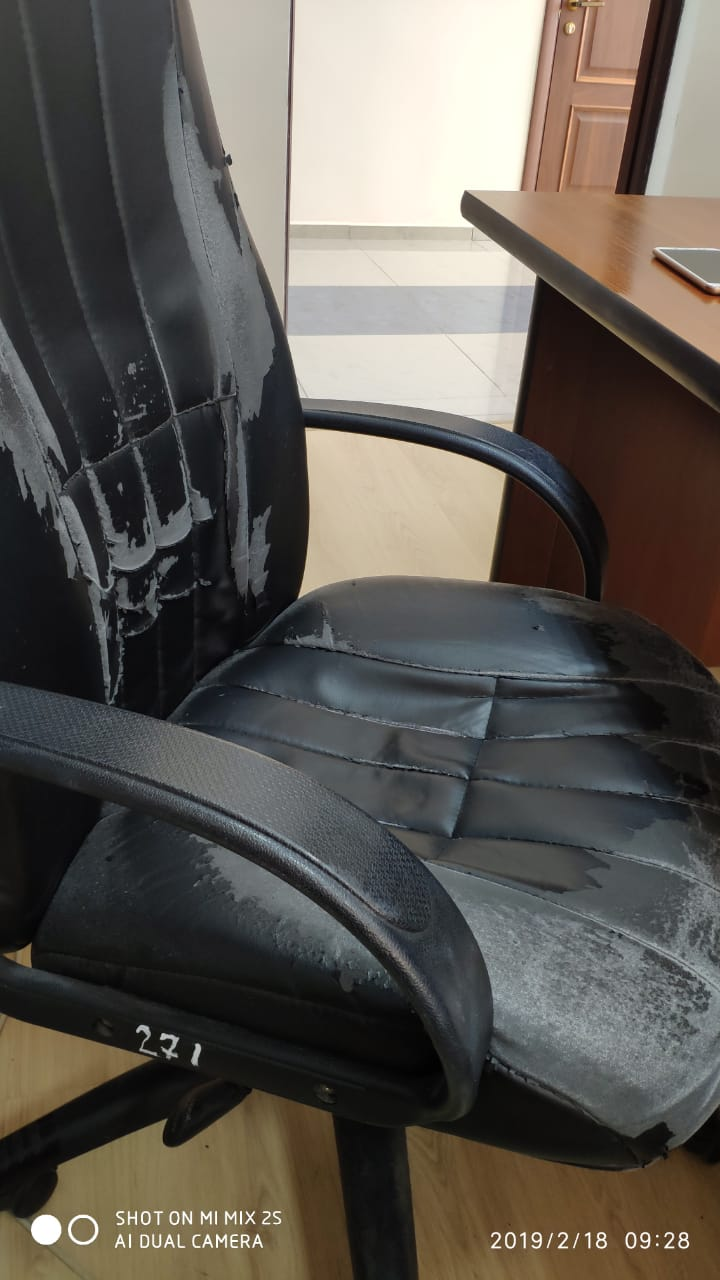 271
SHOT ON MI MIX 2S
AI DUAL CAMERA
2019/2/18 09:28